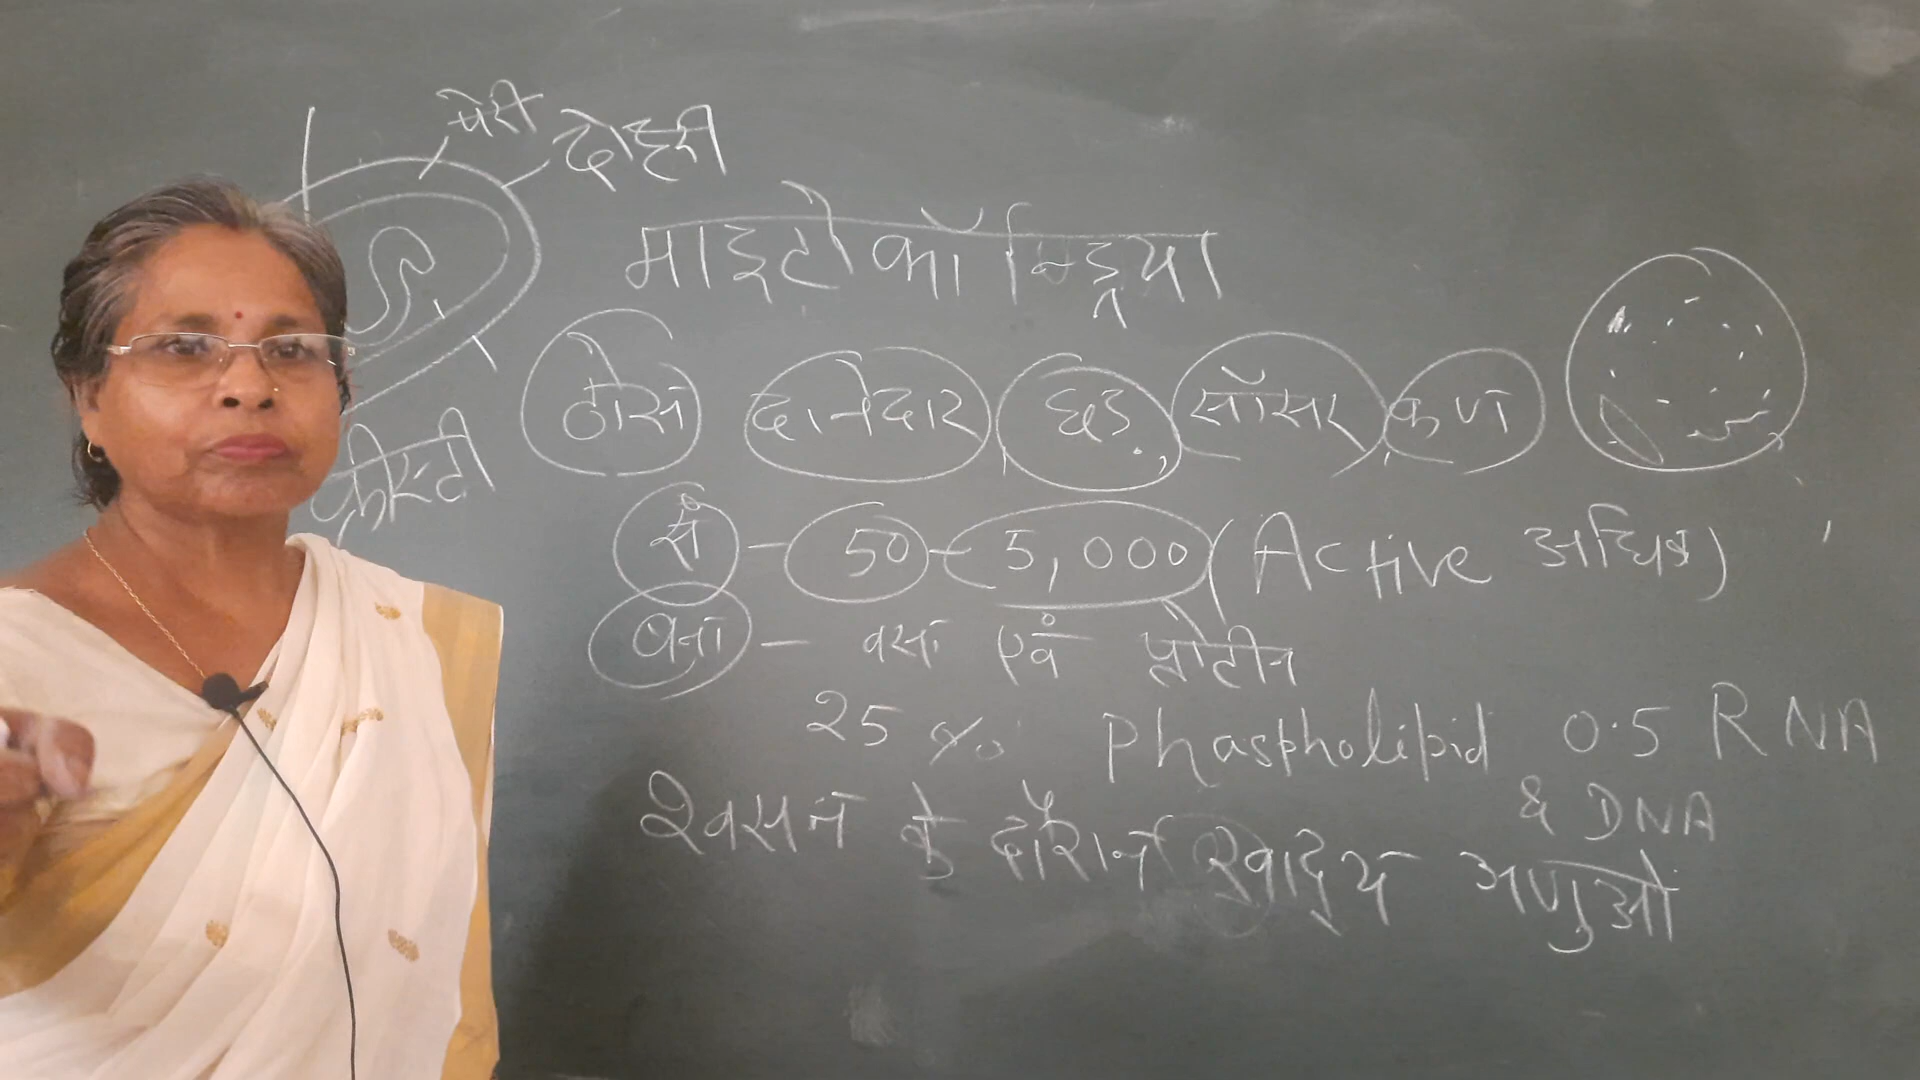 पेरी
दोहरी
माइटोकॉन्ड्रिया
ठोस दानेदार छड़ सॉसर कण
क्रीस्टी
सं - 50 - 5,000 (Active अधिक)
बना - वसा एवं प्रोटीन
25 % Phaspholipid 0.5 RNA
& DNA
श्वसन के दौरान खाद्य अणुओं